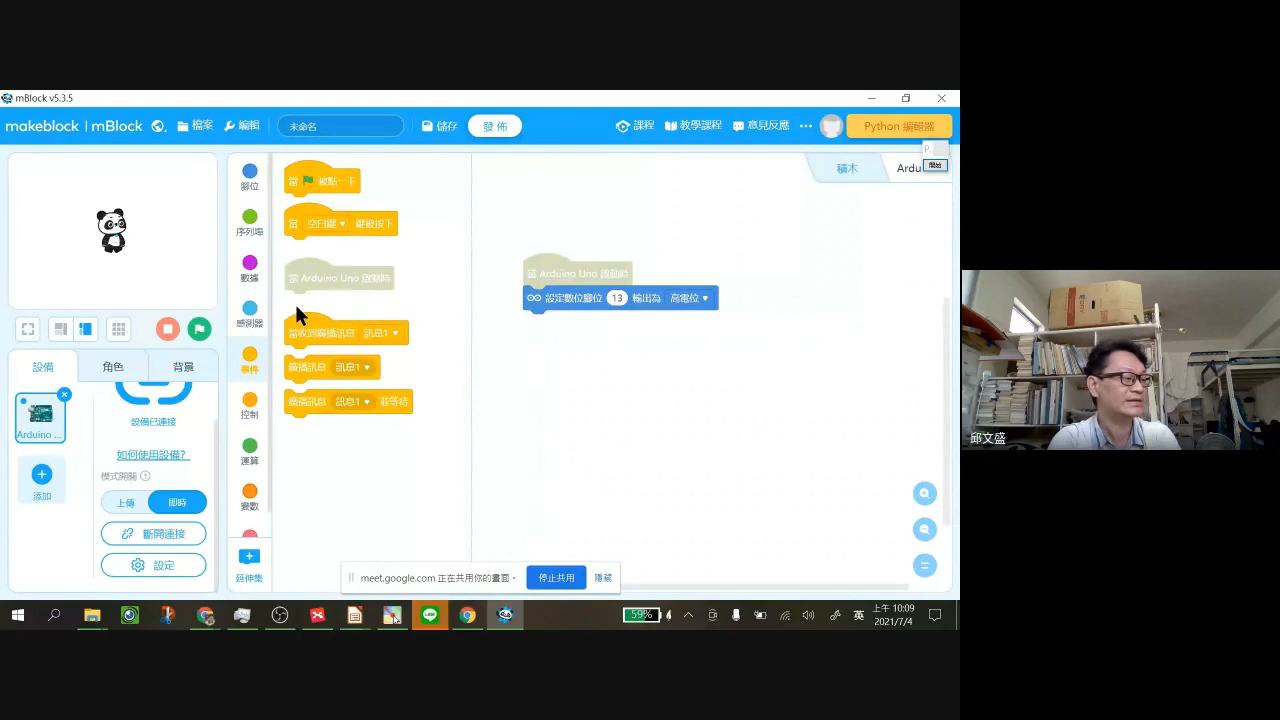 mBlock v5.3.5
makeblock | mBlock
檔案
編輯
未命名
儲存
發佈
課程
教學課程
意見反應
Python 編輯器
P.
開始
腳位
序列埠
數據
感測器
事件
控制
運算
變數
延伸集
當 被點一下
當 空白鍵 鍵被按下
當 Arduino Uno 啟動時
當收到廣播訊息 訊息1
廣播訊息 訊息1
廣播訊息 訊息1 並等待
積木
Ardu
當 Arduino Uno 啟動時
設定數位腳位 13 輸出為 高電位
設備
角色
背景
Arduino ...
添加
設備已連接
如何使用設備?
模式開關
上傳
即時
斷開連接
設定
meet.google.com 正在共用你的畫面。
停止共用
隱藏
邱文盛
59%
英
上午 10:09
2021/7/4